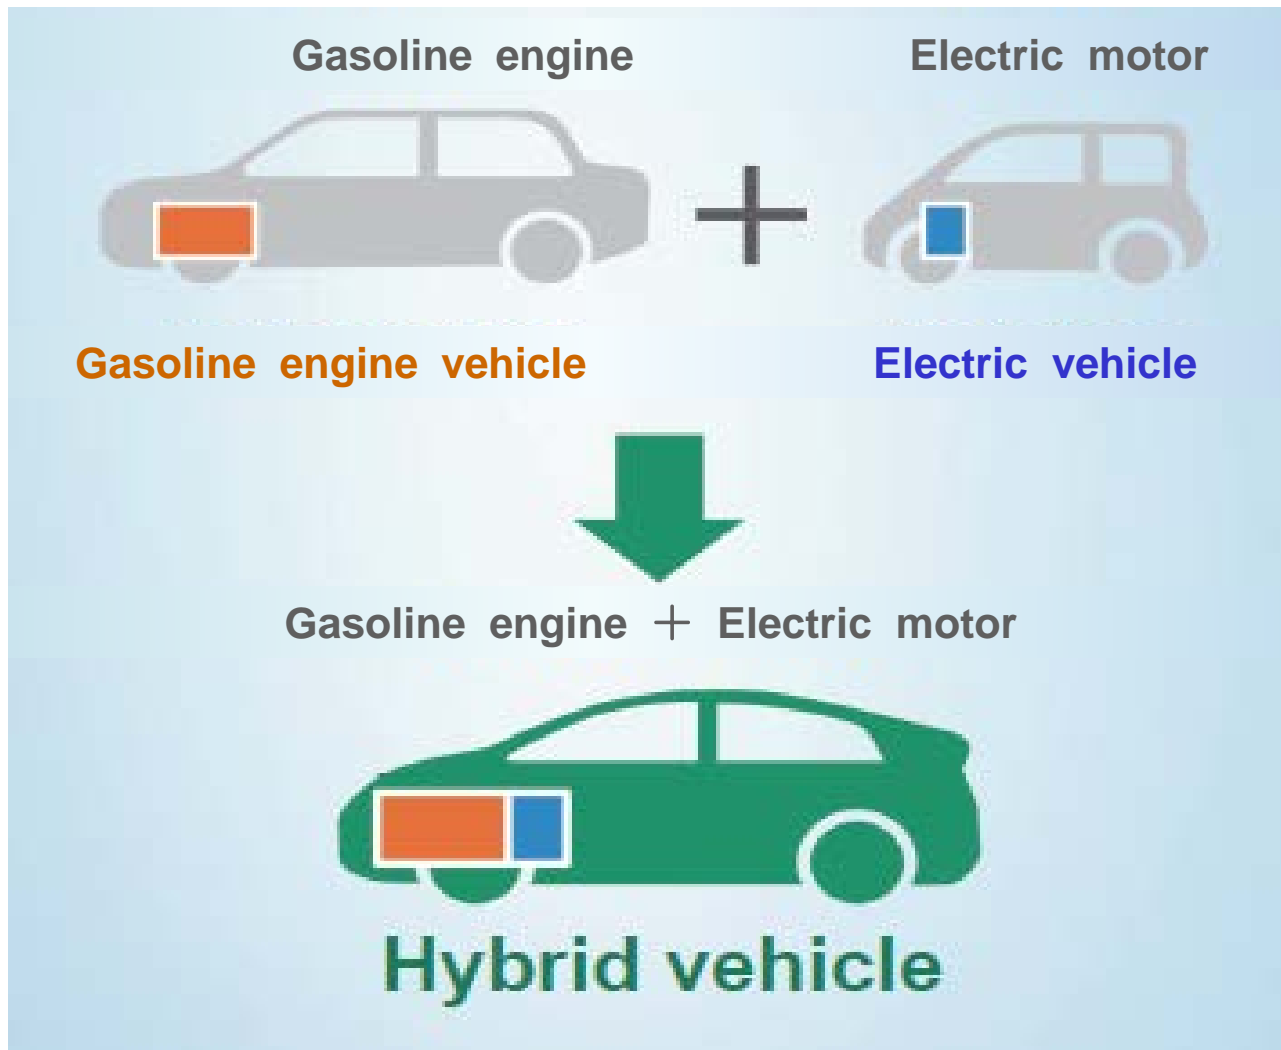 Gasoline engine
Electric motor
Gasoline engine vehicle
Electric vehicle
Gasoline engine + Electric motor
Hybrid vehicle